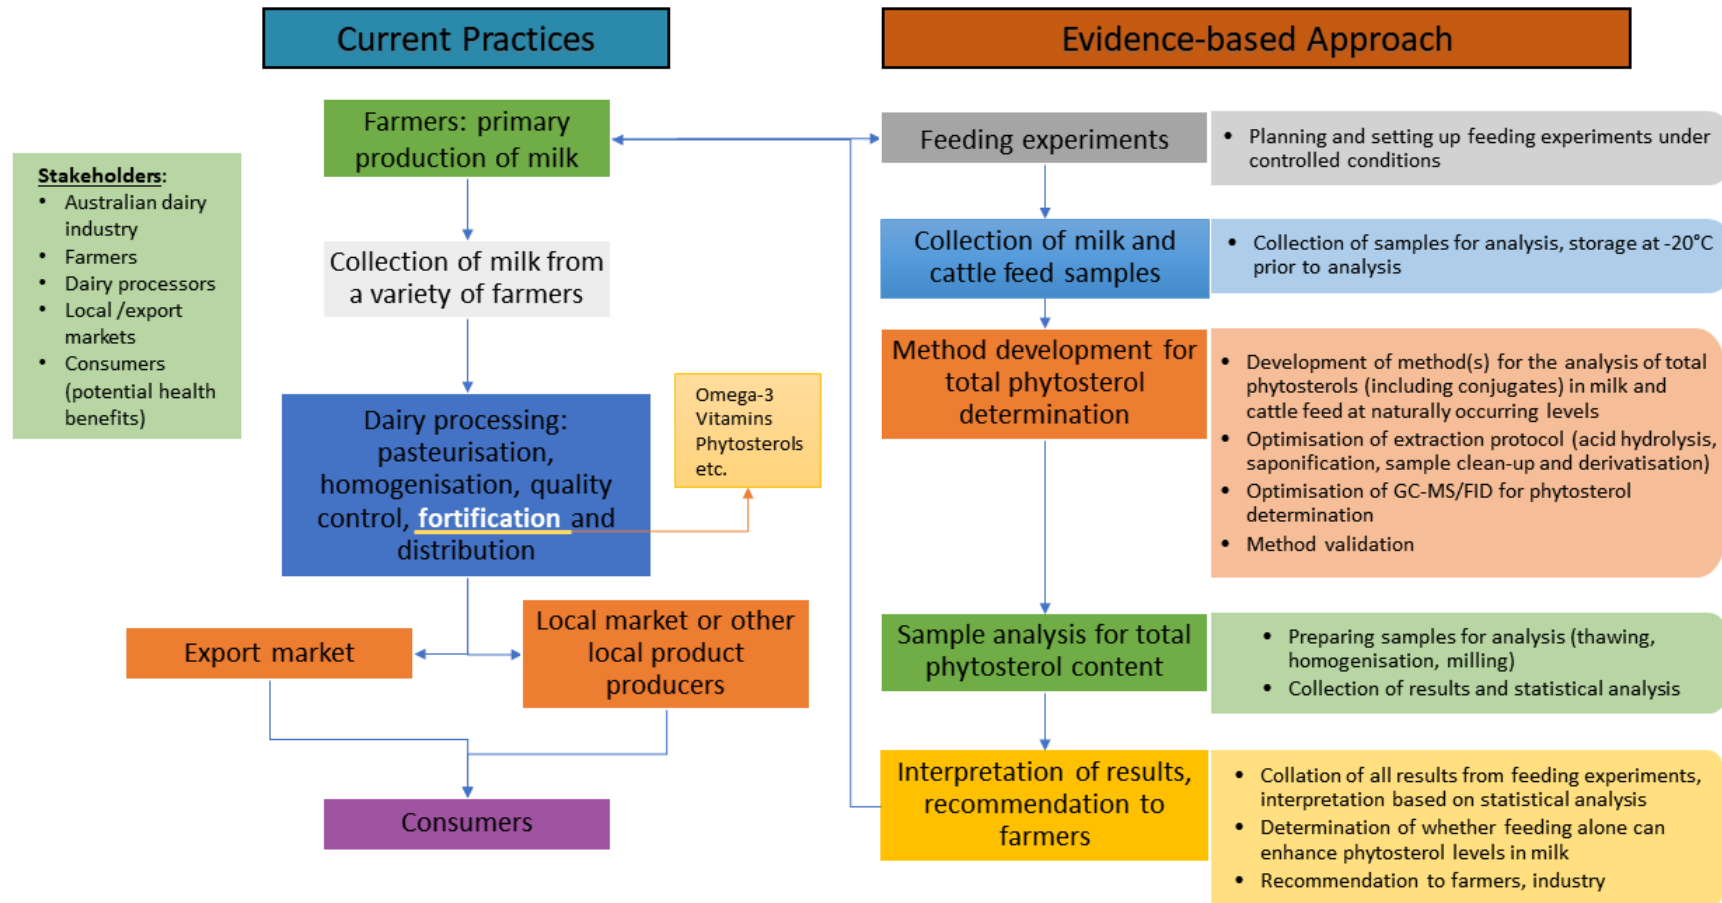 Current Practices
Evidence-based Approach
Stakeholders:
• Australian dairy
industry
• Farmers
• Dairy processors
• Local /export
markets
• Consumers
(potential health
benefits)
Farmers: primary
production of milk
Collection of milk from
a variety of farmers
Dairy processing:
pasteurisation,
homogenisation, quality
control, fortification and
distribution
Omega-3
Vitamins
Phytosterols
etc.
Export market
Local market or other
local product
producers
Consumers
Feeding experiments
• Planning and setting up feeding experiments under
controlled conditions
Collection of milk and
cattle feed samples
• Collection of samples for analysis, storage at -20°C
prior to analysis
Method development for
total phytosterol
determination
• Development of method(s) for the analysis of total
phytosterols (including conjugates) in milk and
cattle feed at naturally occurring levels
• Optimisation of extraction protocol (acid hydrolysis,
saponification, sample clean-up and derivatisation)
• Optimisation of GC-MS/FID for phytosterol
determination
• Method validation
Sample analysis for total
phytosterol content
• Preparing samples for analysis (thawing,
homogenisation, milling)
• Collection of results and statistical analysis
Interpretation of results,
recommendation to
farmers
• Collation of all results from feeding experiments,
interpretation based on statistical analysis
• Determination of whether feeding alone can
enhance phytosterol levels in milk
• Recommendation to farmers, industry